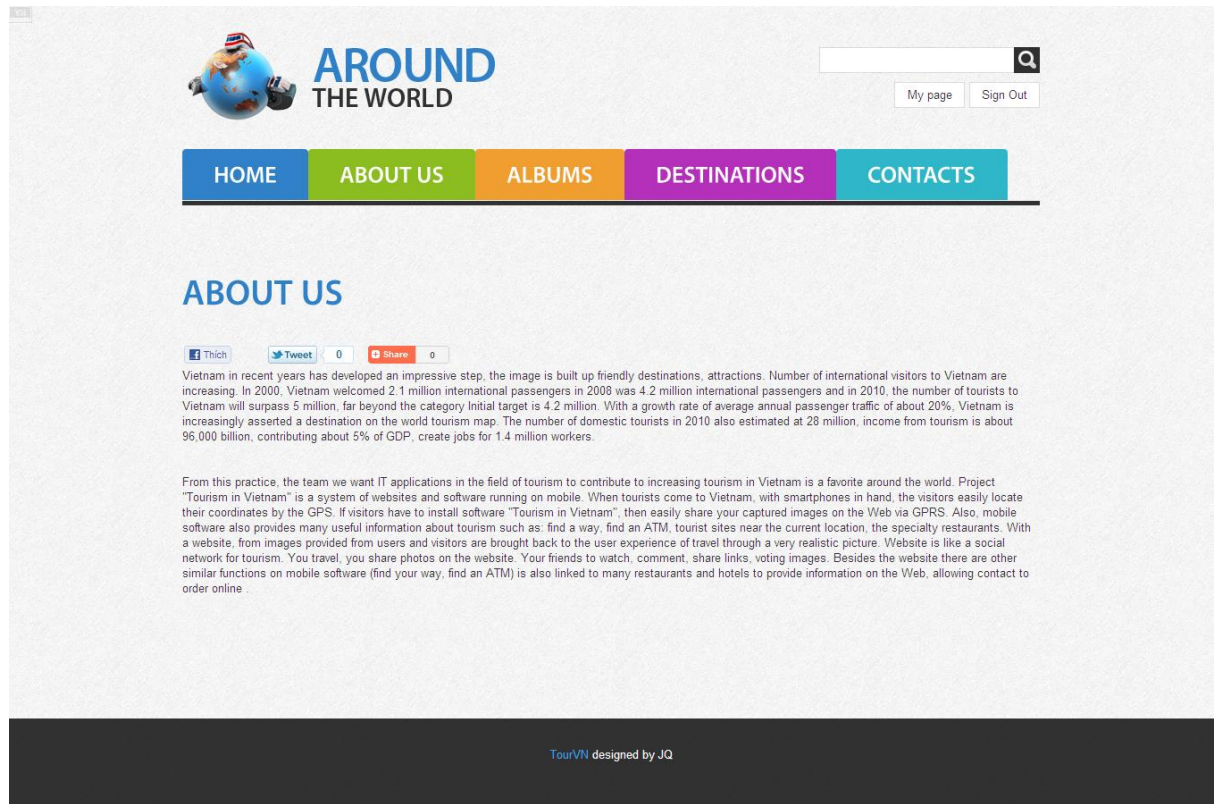 AROUND
THE WORLD
My page Sign Out
HOME ABOUT US ALBUMS DESTINATIONS CONTACTS
ABOUT US
Thích Tweet 0 Share 0
Vietnam in recent years has developed an impressive step, the image is built up friendly destinations, attractions. Number of international visitors to Vietnam are
increasing. In 2000, Vietnam welcomed 2.1 million international passengers in 2008 was 4.2 million international passengers and in 2010, the number of tourists to
Vietnam will surpass 5 million, far beyond the category Initial target is 4.2 million. With a growth rate of average annual passenger traffic of about 20%, Vietnam is
increasingly asserted a destination on the world tourism map. The number of domestic tourists in 2010 also estimated at 28 million, income from tourism is about
96,000 billion, contributing about 5% of GDP, create jobs for 1.4 million workers.
From this practice, the team we want IT applications in the field of tourism to contribute to increasing tourism in Vietnam is a favorite around the world. Project
"Tourism in Vietnam" is a system of websites and software running on mobile. When tourists come to Vietnam, with smartphones in hand, the visitors easily locate
their coordinates by the GPS. If visitors have to install software "Tourism in Vietnam", then easily share your captured images on the Web via GPRS. Also, mobile
software also provides many useful information about tourism such as: find a way, find an ATM, tourist sites near the current location, the specialty restaurants. With
a website, from images provided from users and visitors are brought back to the user experience of travel through a very realistic picture. Website is like a social
network for tourism. You travel, you share photos on the website. Your friends to watch, comment, share links, voting images. Besides the website there are other
similar functions on mobile software (find your way, find an ATM) is also linked to many restaurants and hotels to provide information on the Web, allowing contact to
order online .
TourVN designed by JQ